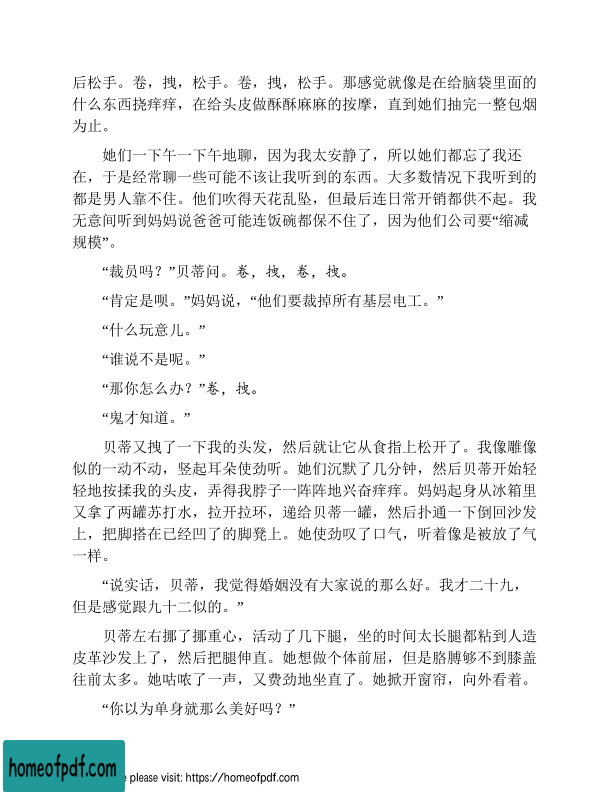 后松手。卷，拽，松手。卷，拽，松手。那感觉就像是在给脑袋里面的
什么东西挠痒痒，在给头皮做酥酥麻麻的按摩，直到她们抽完一整包烟
为止。
她们一下午一下午地聊，因为我太安静了，所以她们都忘了我还
在，于是经常聊一些可能不该让我听到的东西。大多数情况下我听到的
都是男人靠不住。他们吹得天花乱坠，但最后连日常开销都供不起。我
无意间听到妈妈说爸爸可能连饭碗都保不住了，因为他们公司要“缩减
规模”。
“裁员吗？”贝蒂问。卷，拽，卷，拽。
“肯定是呗。”妈妈说，“他们要裁掉所有基层电工。”
“什么玩意儿。”
“谁说不是呢。”
“那你怎么办？”卷，拽。
“鬼才知道。”
贝蒂又拽了一下我的头发，然后就让它从食指上松开了。我像雕像
似的一动不动，竖起耳朵使劲听。她们沉默了几分钟，然后贝蒂开始轻
轻地按揉我的头皮，弄得我脖子一阵阵地兴奋痒痒。妈妈起身从冰箱里
又拿了两罐苏打水，拉开拉环，递给贝蒂一罐，然后扑通一下倒回沙发
上，把脚搭在已经凹了的脚凳上。她使劲叹了口气，听着像是被放了气
一样。
“说实话，贝蒂，我觉得婚姻没有大家说的那么好。我才二十九，
但是感觉跟九十二似的。”
贝蒂左右挪了挪重心，活动了几下腿，坐的时间太长腿都粘到人造
皮革沙发上了，然后把腿伸直。她想做个体前屈，但是胳膊够不到膝盖
往前太多。她咕哝了一声，又费劲地坐直了。她掀开窗帘，向外看着。
“你以为单身就那么美好吗？”
homeofpdf.com
e please visit: https://homeofpdf.com